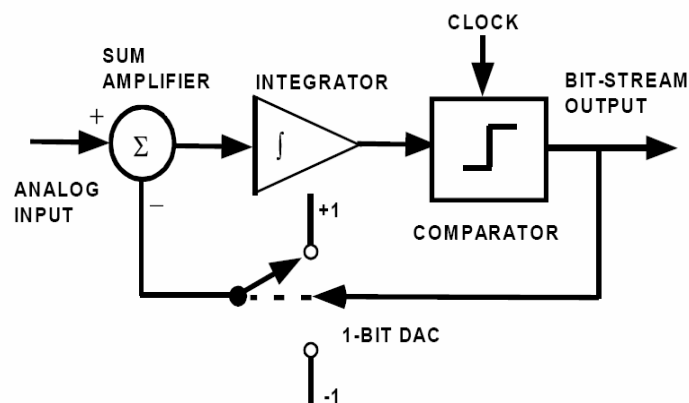 CLOCK
SUM
AMPLIFIER
INTEGRATOR
BIT-STREAM
OUTPUT
+
Σ
∫
ANALOG
INPUT
−
+1
COMPARATOR
1-BIT DAC
-1